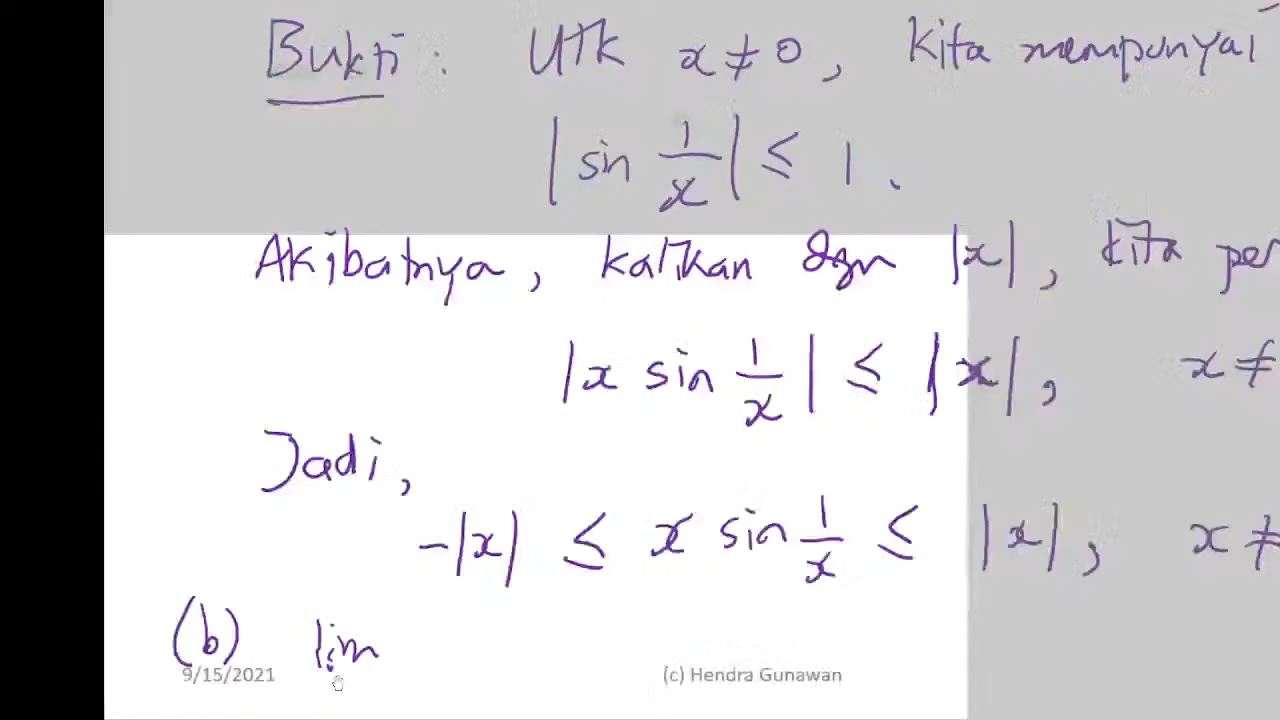 Bukti : Utk x ≠ 0, kita mempunyai
|sin 1/x| ≤ 1.
Akibatnya, kalikan dgn |x|, kita per
|x sin 1/x| ≤ |x|, x ≠
Jadi,
-|x| ≤ x sin 1/x ≤ |x|, x ≠
(b) lim
9/15/2021 (c) Hendra Gunawan